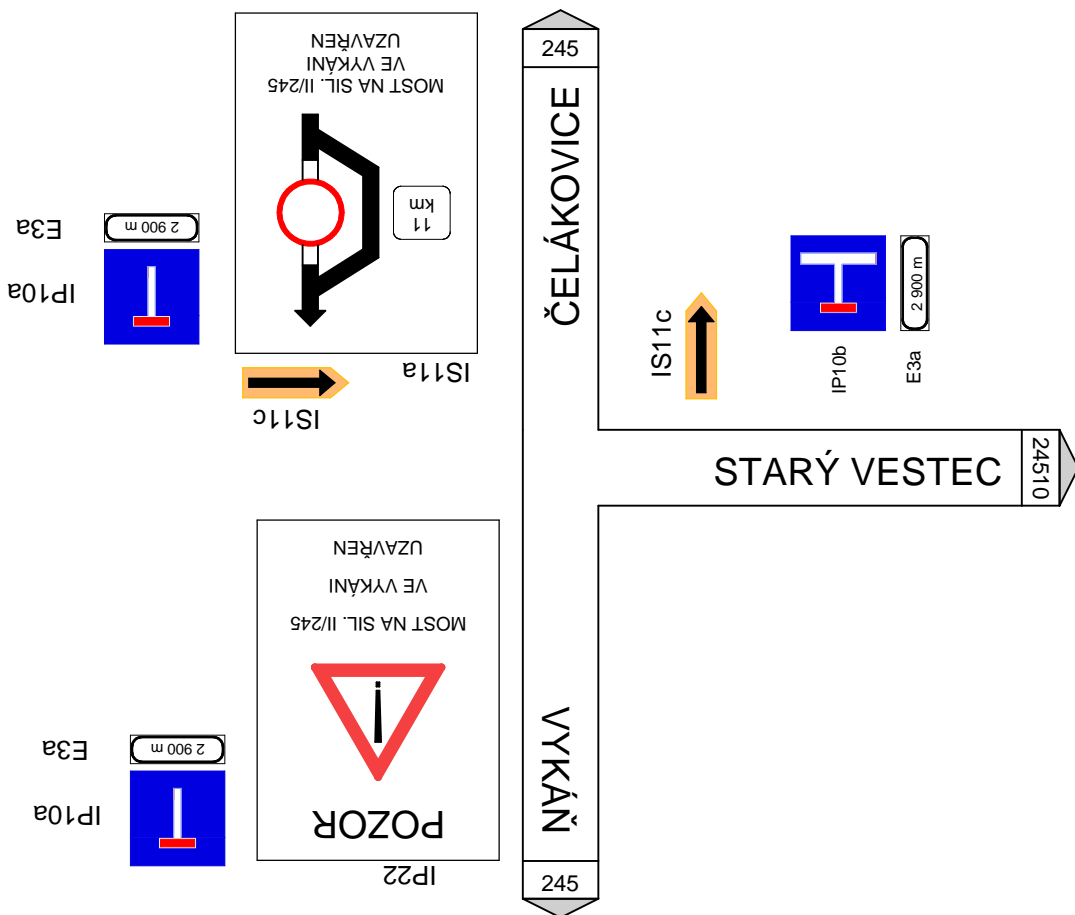 245
ČELÁKOVICE
STARÝ VESTEC
24510
VYKÁŇ
245
MOST NA SIL. II/245
VE VYKÁNI
UZAVŘEN
11
km
IS11a
IS11c
E3a
2 900 m
IP10a
IS11c
IP10b
E3a
2 900 m
IP22
POZOR
MOST NA SIL. II/245
VE VYKÁNI
UZAVŘEN
E3a
2 900 m
IP10a